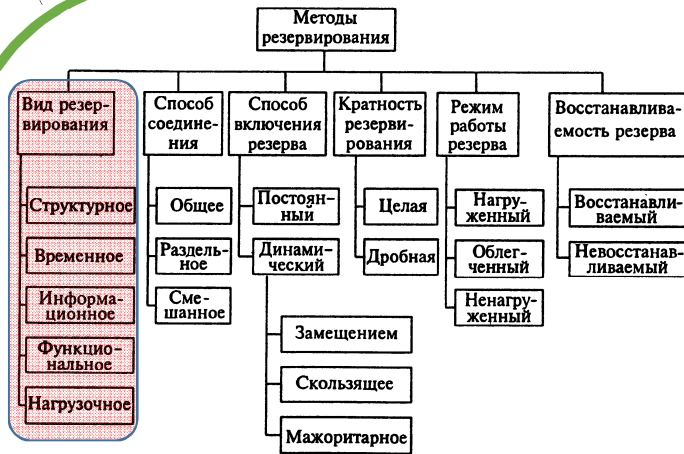 Методы
резервирования
Вид резер-
вирования
Структурное
Временное
Информа-
ционное
Функцио-
нальное
Нагрузочное
Способ
соедине-
ния
Общее
Раздель-
ное
Сме-
шанное
Способ
включения
резерва
Постоян-
ный
Динами-
ческий
Замещением
Скользящее
Мажоритарное
Кратность
резерви-
рования
Целая
Дробная
Режим
работы
резерва
Нагру-
женный
Облег-
ченный
Ненагру-
женный
Восстанавлива-
емость резерва
Восстанавли-
ваемый
Невосстанав-
ливаемый